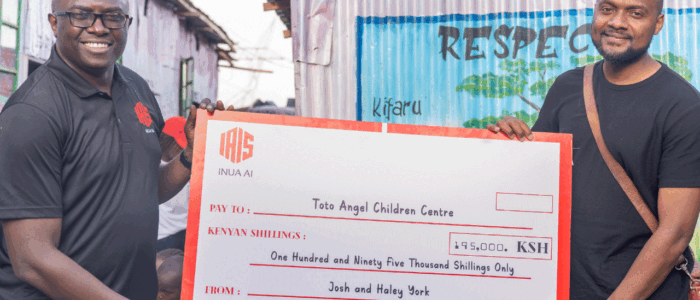 RESPEC
Kifaru
IAIS
INUA AI
PAY TO : Toto Angel Children Centre
KENYAN SHILLINGS : 195,000. KSH
One Hundred and Ninety Five Thousand Shillings Only
FROM : Josh and Haley York